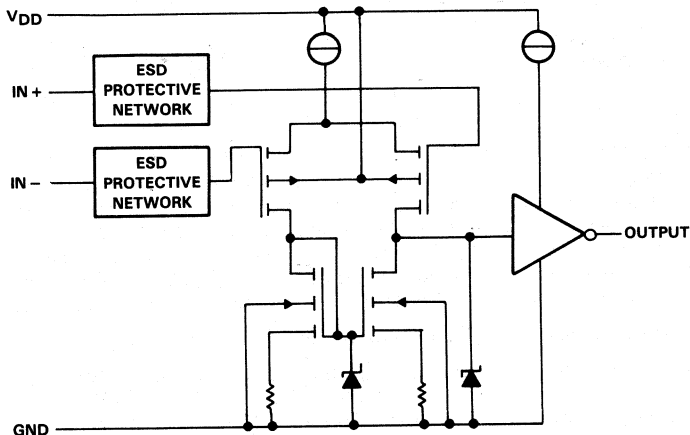 VDD
ESD
PROTECTIVE
NETWORK
IN +
ESD
PROTECTIVE
NETWORK
IN –
OUTPUT
GND